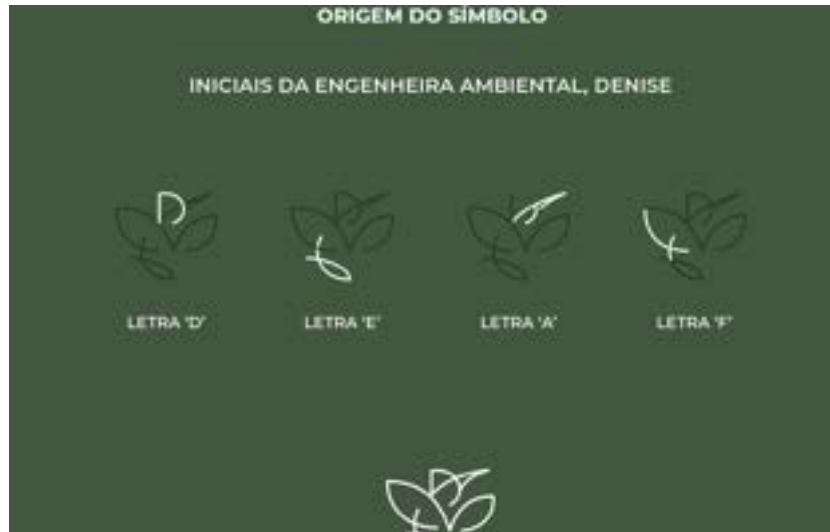 ORIGEM DO SÍMBOLO
INICIAIS DA ENGENHEIRA AMBIENTAL, DENISE
LETRA 'D' LETRA 'E' LETRA 'A' LETRA 'F'